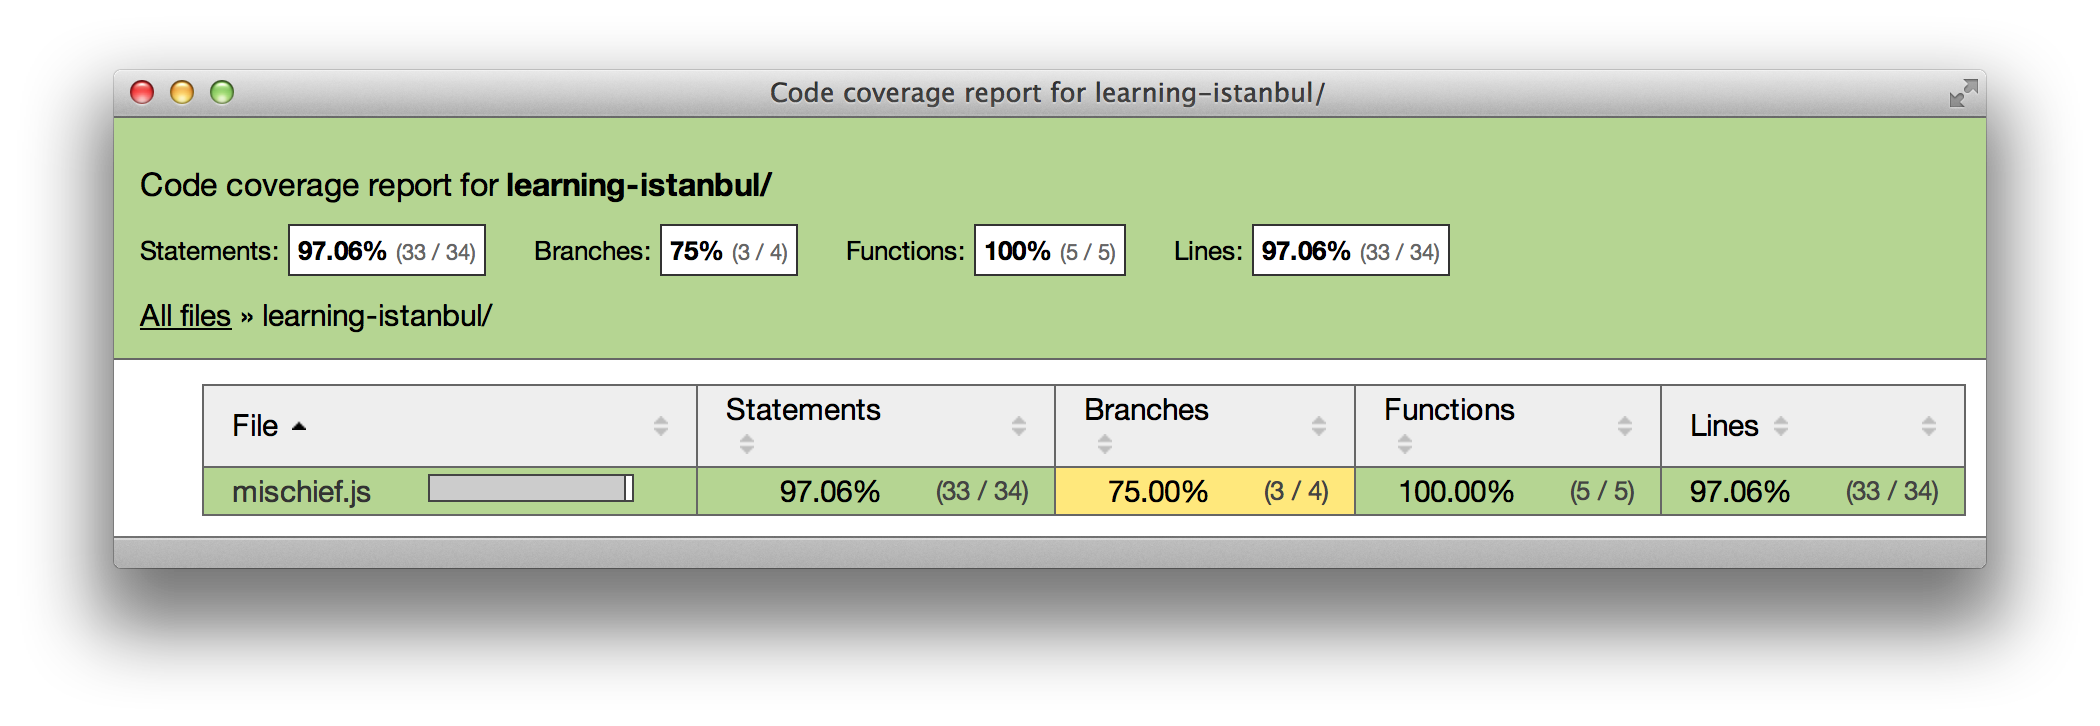 Code coverage report for learning-istanbul/
Code coverage report for learning-istanbul/
Statements: 97.06% (33 / 34) Branches: 75% (3 / 4) Functions: 100% (5 / 5) Lines: 97.06% (33 / 34)
All files » learning-istanbul/
File Statements Branches Functions Lines
mischief.js 97.06% (33 / 34) 75.00% (3 / 4) 100.00% (5 / 5) 97.06% (33 / 34)